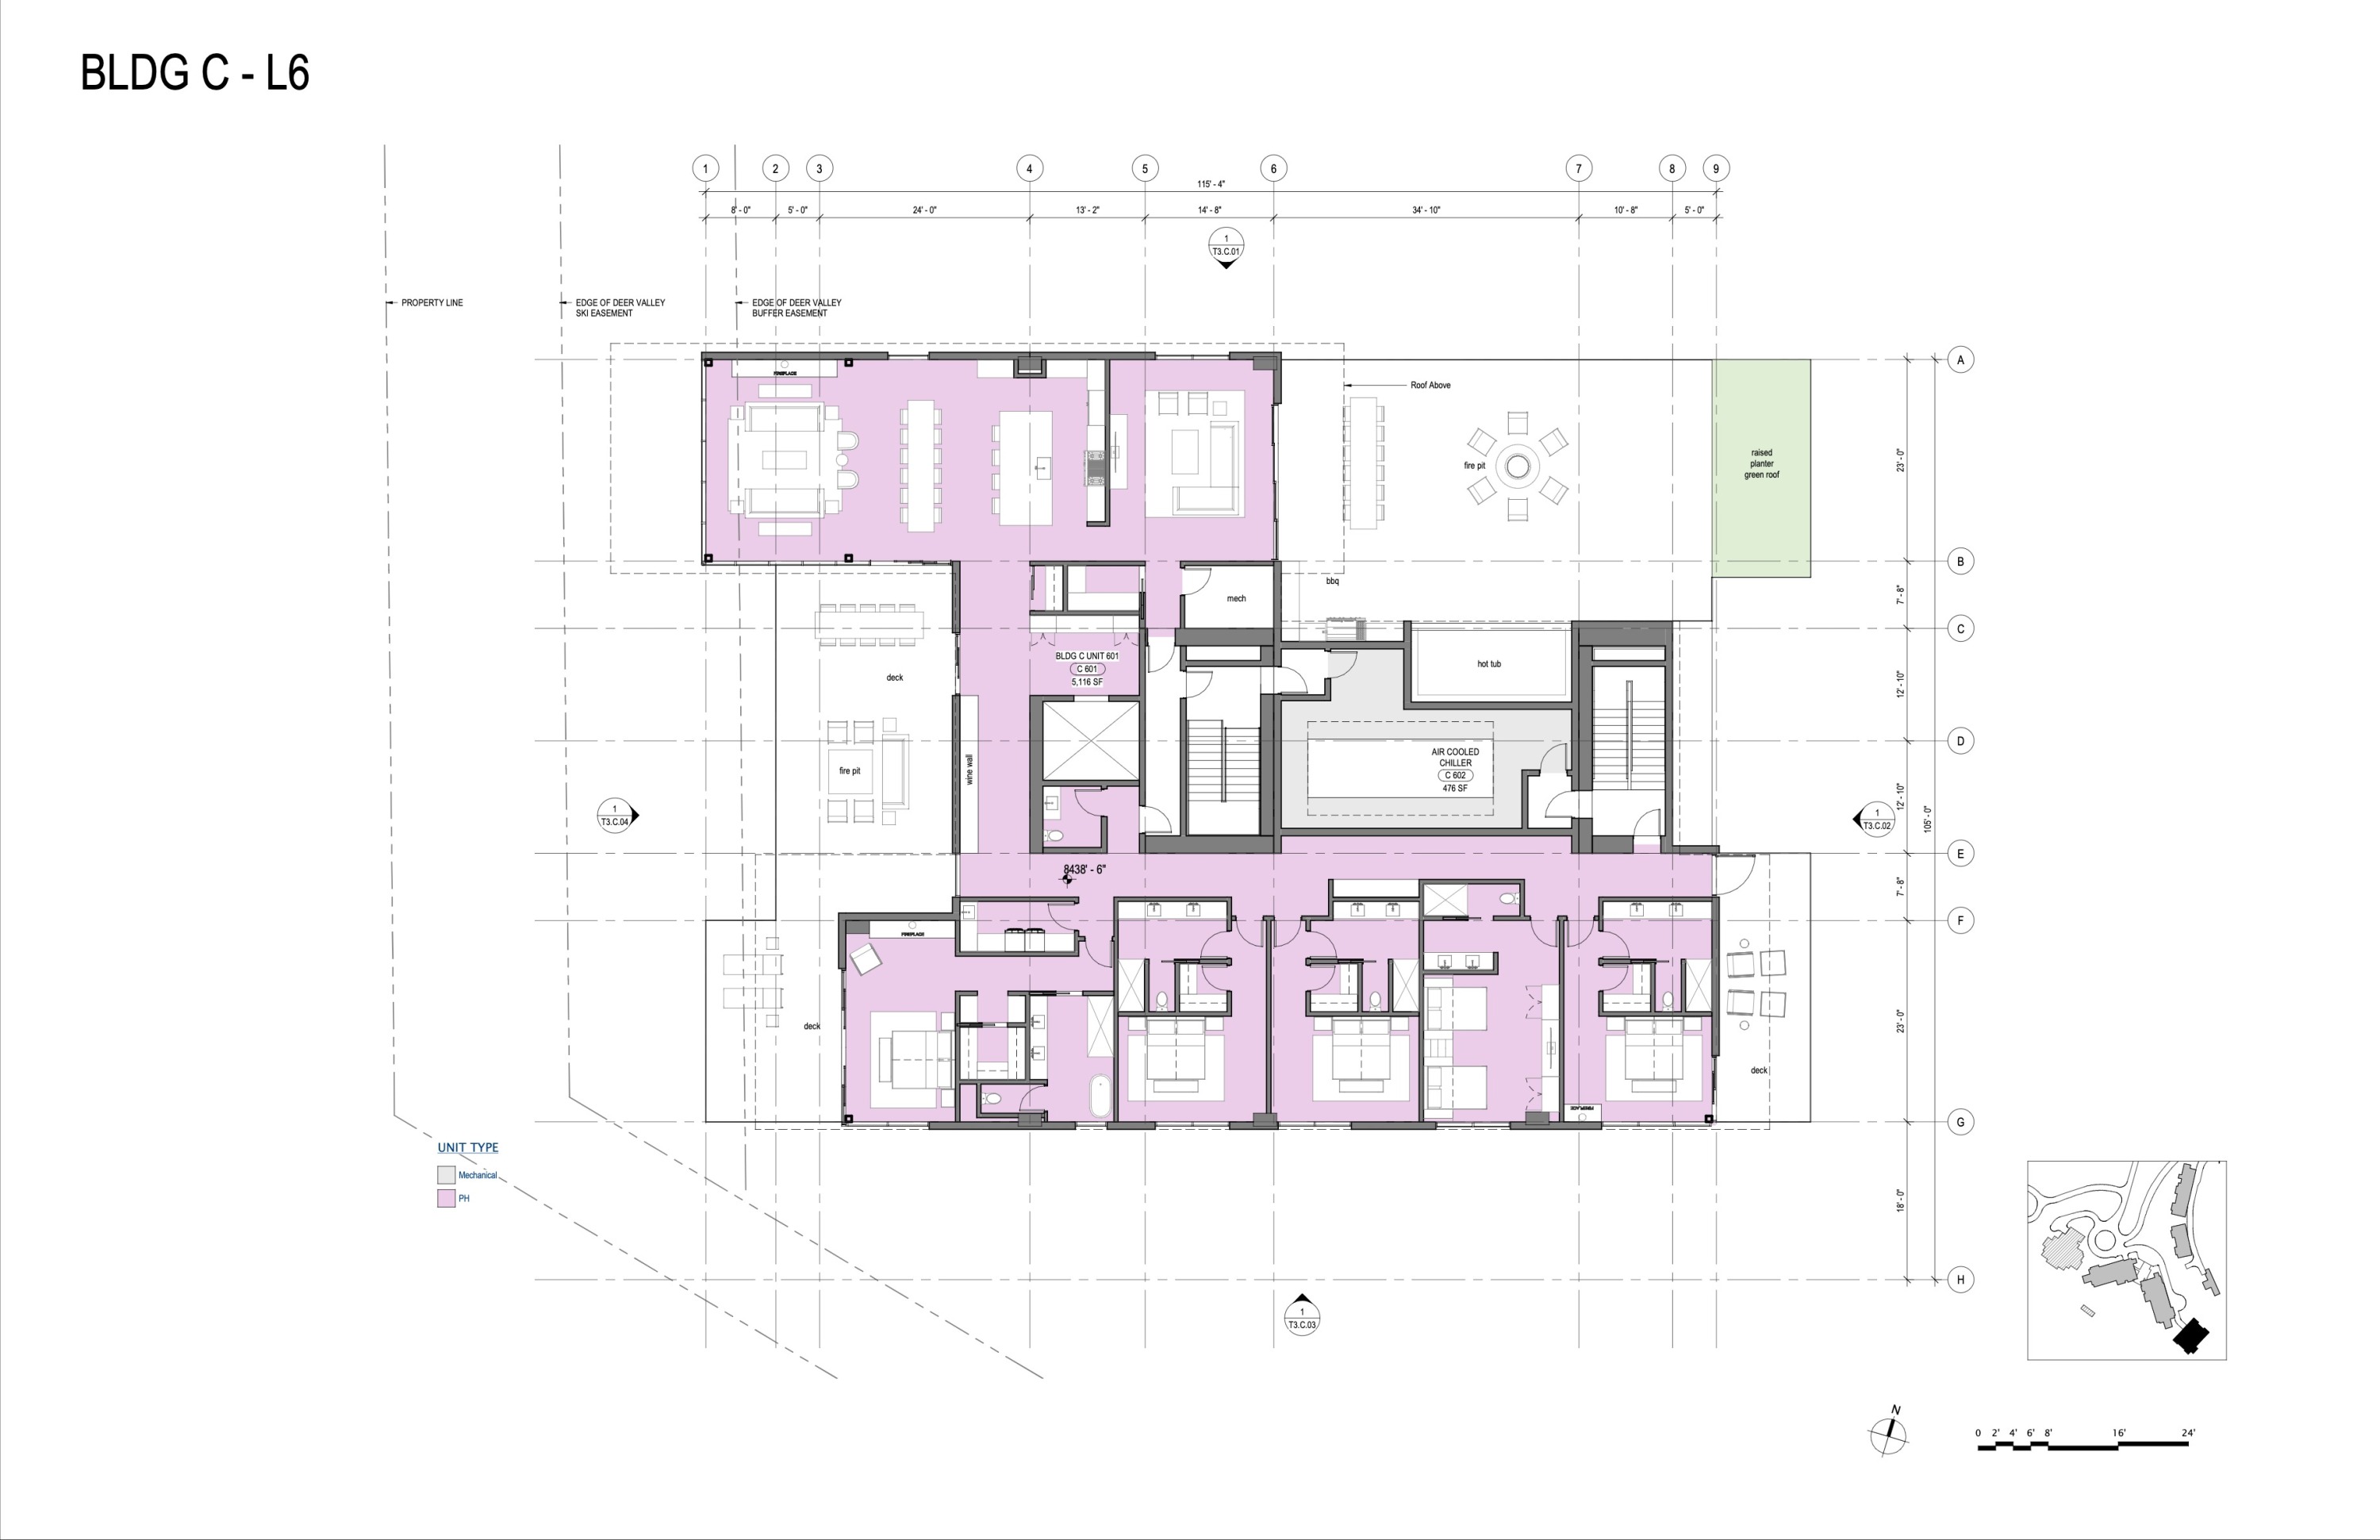 BLDG C - L6
1
2
3
4
5
6
7
8
9
115' - 4"
8' - 0"
5' - 0"
24' - 0"
13' - 2"
14' - 8"
34' - 10"
10' - 8"
5' - 0"
1
T3.C.01
PROPERTY LINE
EDGE OF DEER VALLEY
SKI EASEMENT
EDGE OF DEER VALLEY
BUFFER EASEMENT
A
FIREPLACE
Roof Above
raised
planter
green roof
fire pit
23' - 0"
B
bbq
mech
7' - 8"
C
BLDG C UNIT 601
C 601
5,116 SF
hot tub
deck
12' - 10"
D
AIR COOLED
CHILLER
C 602
476 SF
wine wall
fire pit
12' - 10"
105' - 0"
1
T3.C.04
1
T3.C.02
E
8438' - 6"
7' - 8"
F
FIREPLACE
deck
23' - 0"
deck
FIREPLACE
G
UNIT TYPE
Mechanical
PH
18' - 0"
H
1
T3.C.03
N
0 2' 4' 6' 8' 16' 24'